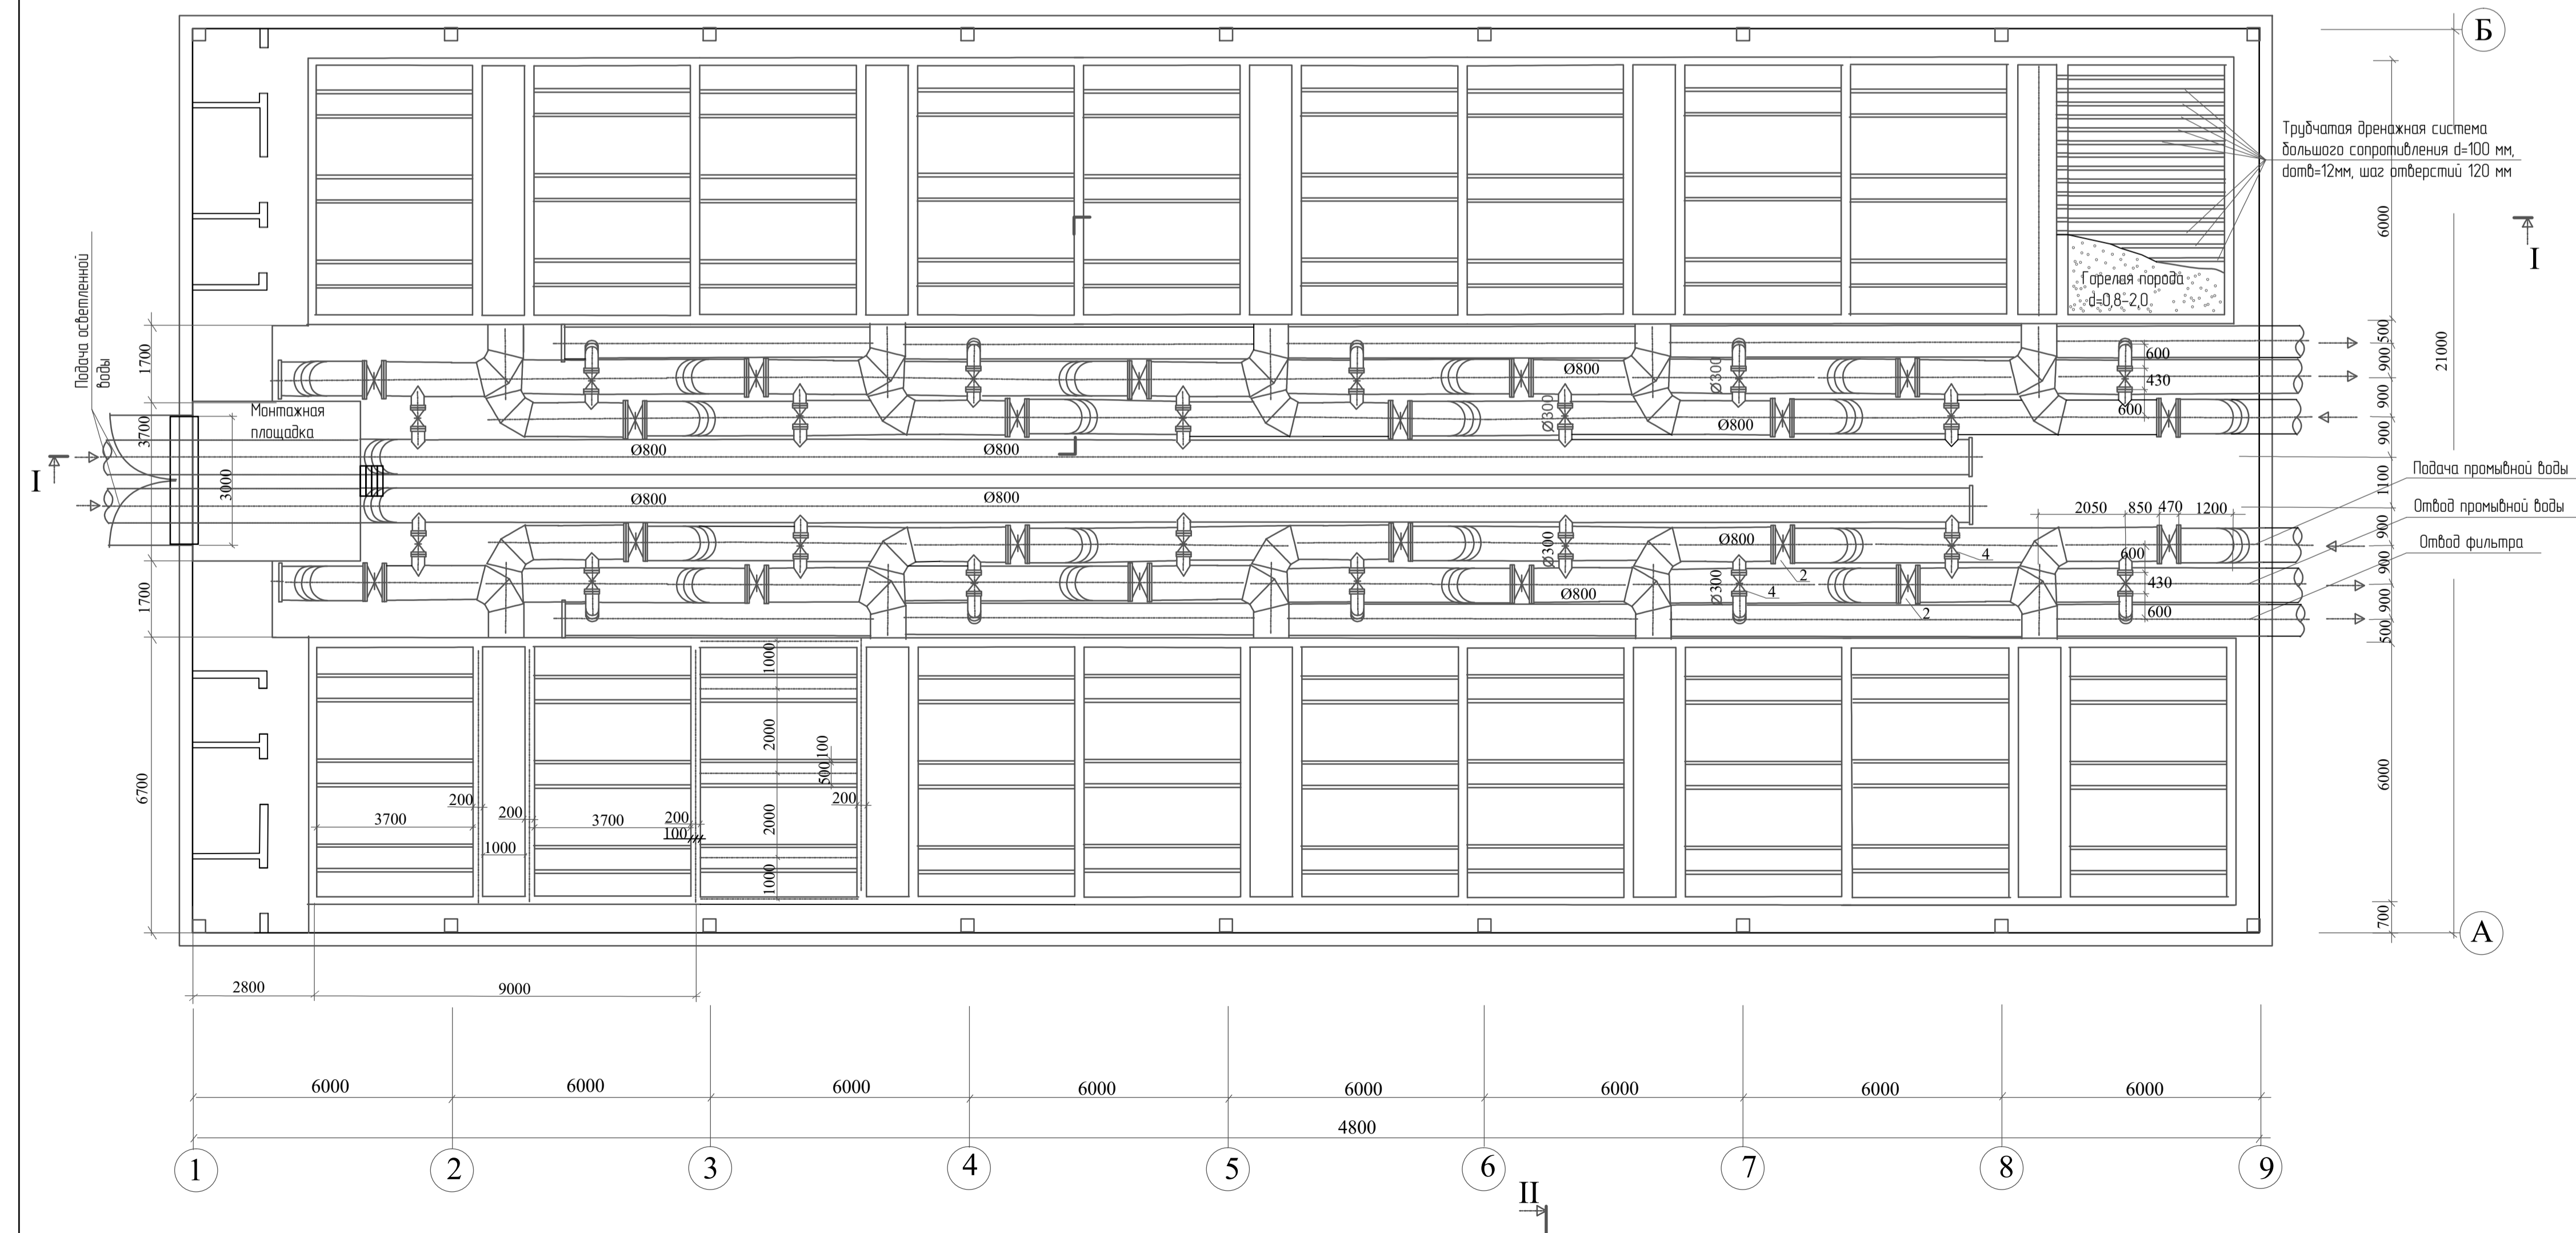 Б
Трубчатая дренажная система
большого сопротивления d=100 мм,
dотв=12мм, шаг отверстий 120 мм
6000
I
21000
Горелая порода
d=0,8-2,0
Подача осветленной
воды
1700
3700
1700
6700
Монтажная
площадка
3000
I
Ø800
Ø800
Ø800
Ø800
Ø800
Ø300
Ø300
Ø800
600
430
600
500
900
900
900
1100
900
900
900
500
Подача промывной воды
Отвод промывной воды
Отвод фильтра
2050
850
470
1200
Ø300
Ø800
4
2
600
Ø800
Ø300
4
2
430
600
1000
2000
100
500
2000
1000
200
200
3700
200
3700
200
100
1000
6000
700
А
2800
9000
6000
6000
6000
6000
6000
6000
6000
6000
4800
1
2
3
4
5
6
7
8
9
II